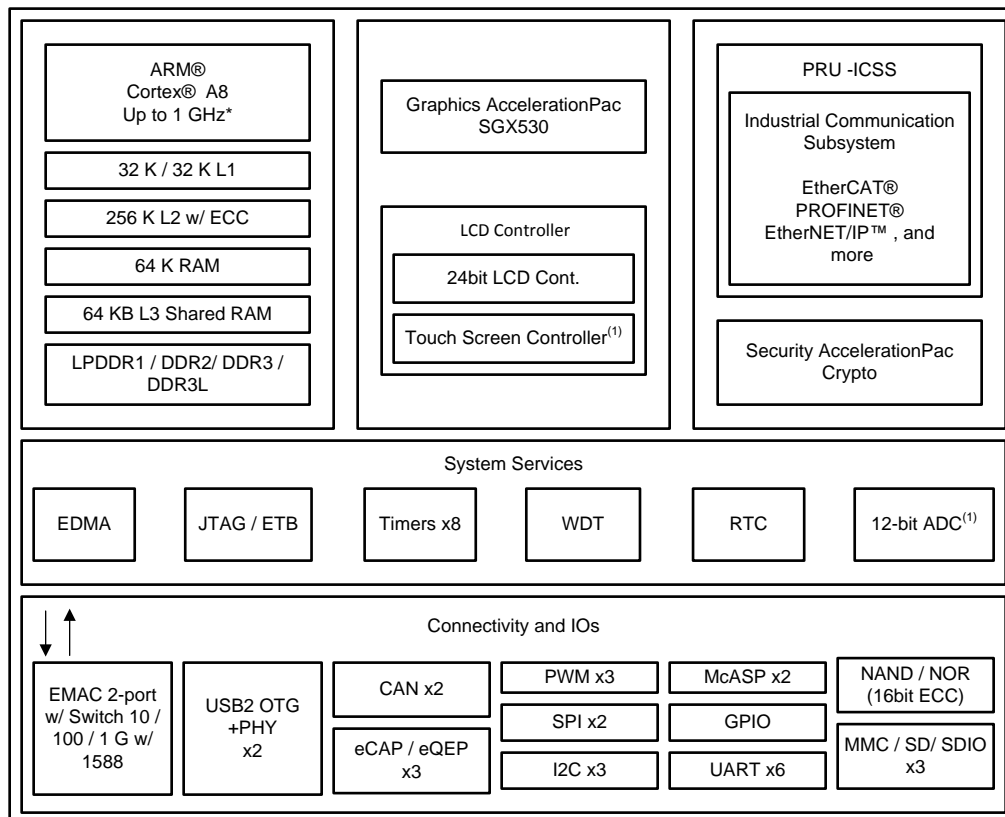 ARM®
Cortex® A8
Up to 1 GHz*
32 K / 32 K L1
256 K L2 w/ ECC
64 K RAM
64 KB L3 Shared RAM
LPDDR1 / DDR2/ DDR3 /
DDR3L
Graphics AccelerationPac
SGX530
LCD Controller
24bit LCD Cont.
Touch Screen Controller(1)
PRU -ICSS
Industrial Communication
Subsystem
EtherCAT®
PROFINET®
EtherNET/IP™ , and
more
Security AccelerationPac
Crypto
System Services
EDMA
JTAG / ETB
Timers x8
WDT
RTC
12-bit ADC(1)
Connectivity and IOs
EMAC 2-port
w/ Switch 10 /
100 / 1 G w/
1588
USB2 OTG
+PHY
x2
CAN x2
eCAP / eQEP
x3
PWM x3
SPI x2
I2C x3
McASP x2
GPIO
UART x6
NAND / NOR
(16bit ECC)
MMC / SD/ SDIO
x3